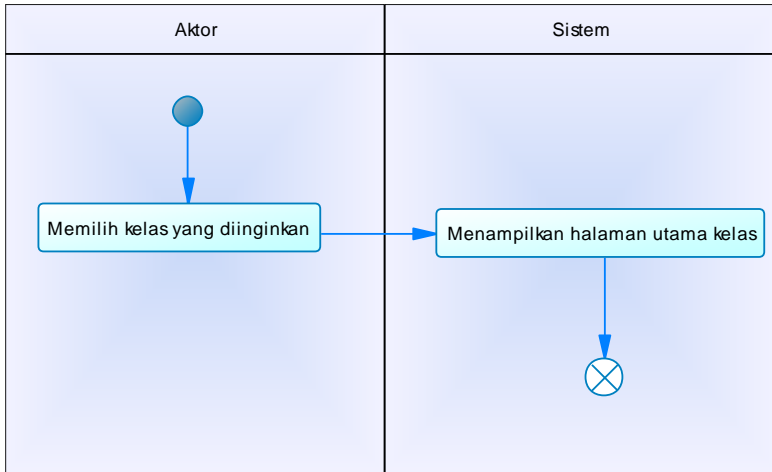 Aktor
Sistem
Memilih kelas yang diinginkan
Menampilkan halaman utama kelas